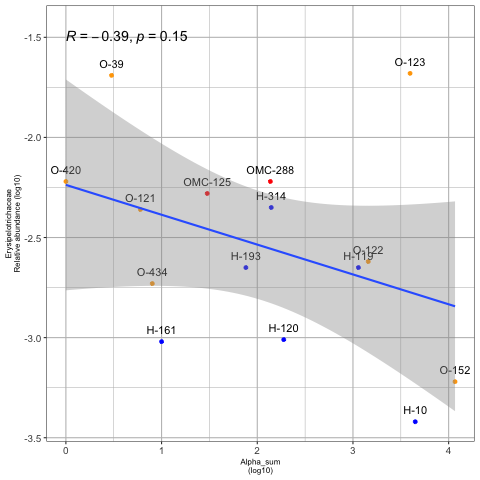 R = −0.39, p = 0.15
O-39
O-123
O-420
OMC-125
OMC-288
O-121
H-314
O-122
H-193
H-119
O-434
H-161
H-120
O-152
H-10
-1.5
-2.0
-2.5
-3.0
-3.5
0
1
2
3
4
Erysipelotrichaceae
Relative abundance (log10)
Alpha_sum
(log10)